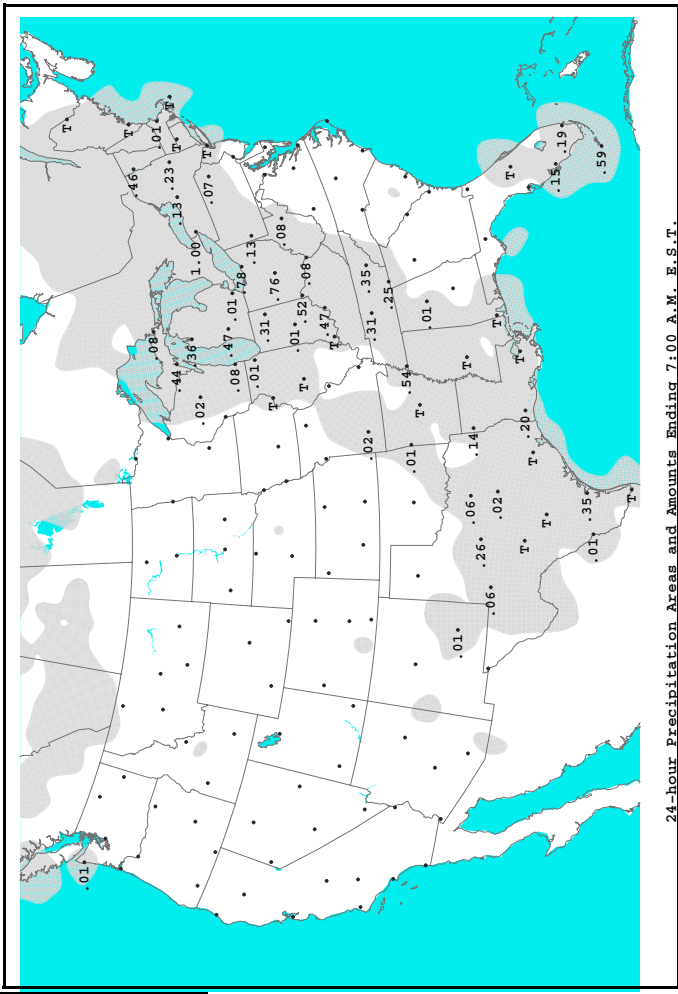 T
.01
T
.46
.08
.01
T
.23
T
.13
.44
.36
1.00
.02
T
.07
.47
.01
.08
.78
.13
.01
.31
T
.76
.08
.01
.52
T
.08
.47
T
.35
.02
.31
.25
.54
.01
T
.01
.01
T
.06
.14
.26
.06
T
.02
T
T
T
.20
T
T
.15
.19
.35
.01
.59
T
24-hour Precipitation Areas and Amounts Ending 7:00 A.M. E.S.T.